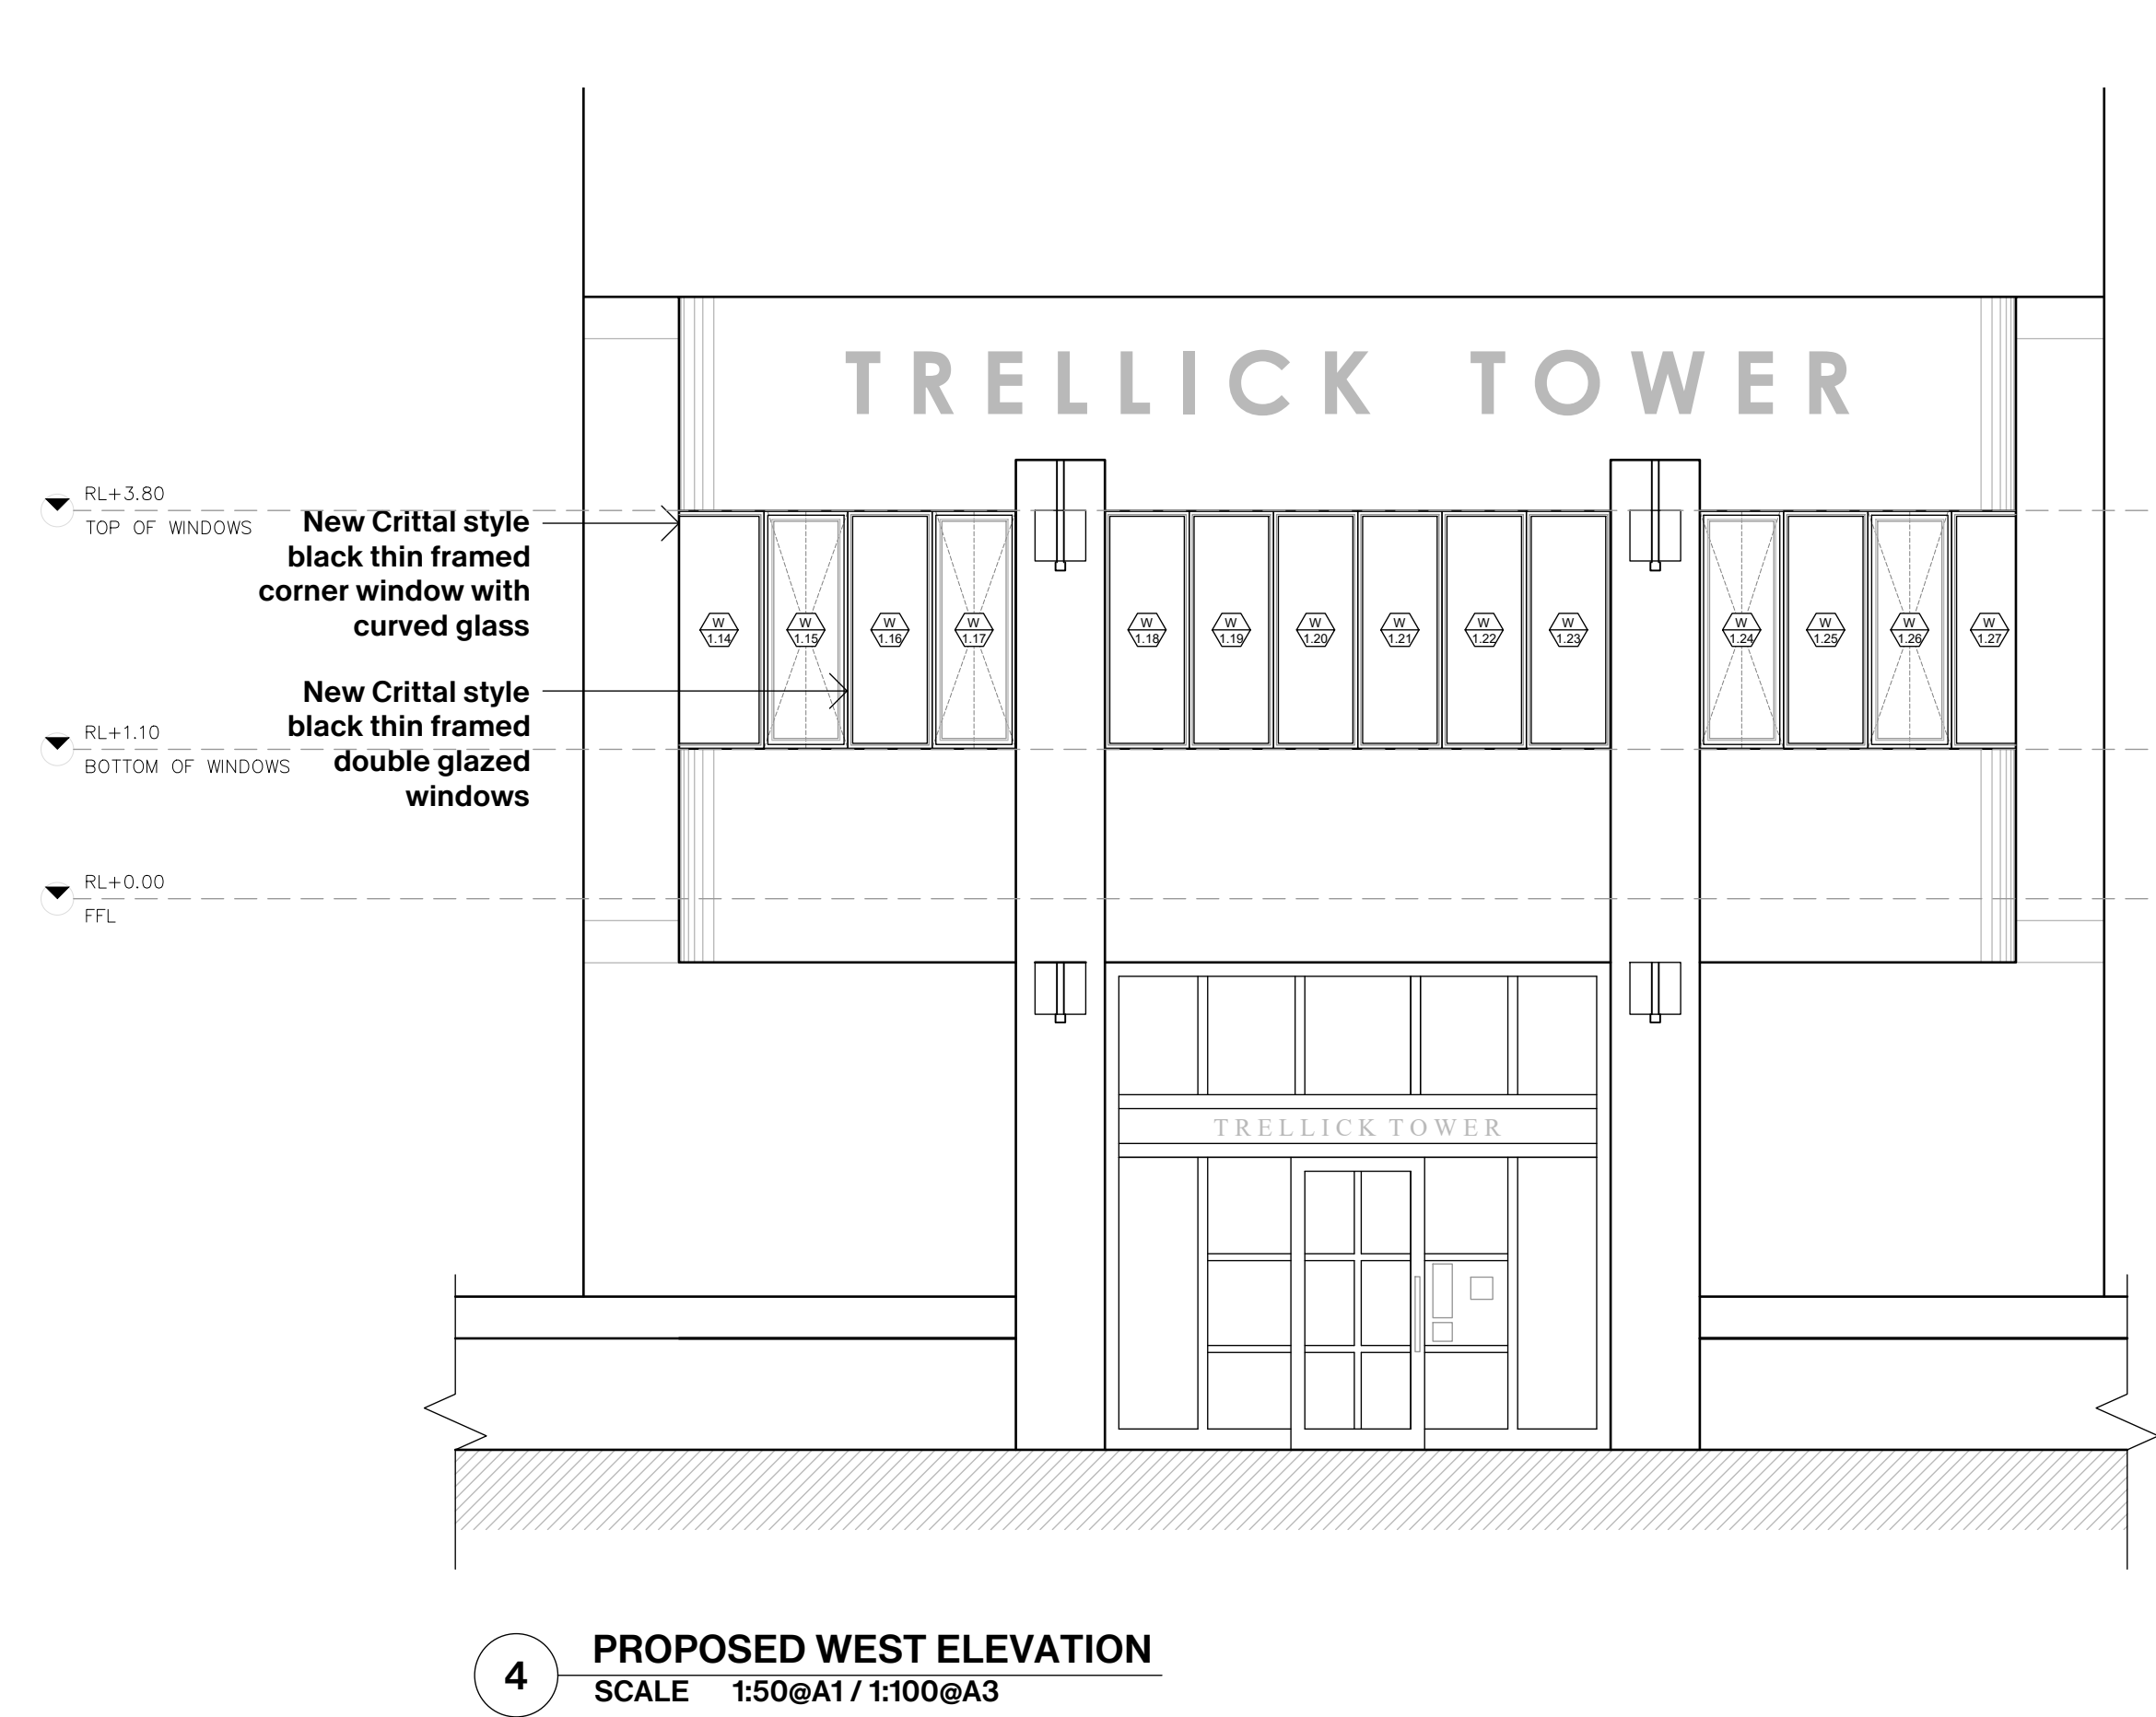 TRELLICK TOWER
RL+3.80
TOP OF WINDOWS
New Crittal style
black thin framed
corner window with
curved glass
W
1.14
W
1.15
W
1.16
W
1.17
W
1.18
W
1.19
W
1.20
W
1.21
W
1.22
W
1.23
W
1.24
W
1.25
W
1.26
W
1.27
New Crittal style
black thin framed
double glazed
windows
RL+1.10
BOTTOM OF WINDOWS
RL+0.00
FFL
TRELLICK TOWER
4
PROPOSED WEST ELEVATION
SCALE 1:50@A1 / 1:100@A3